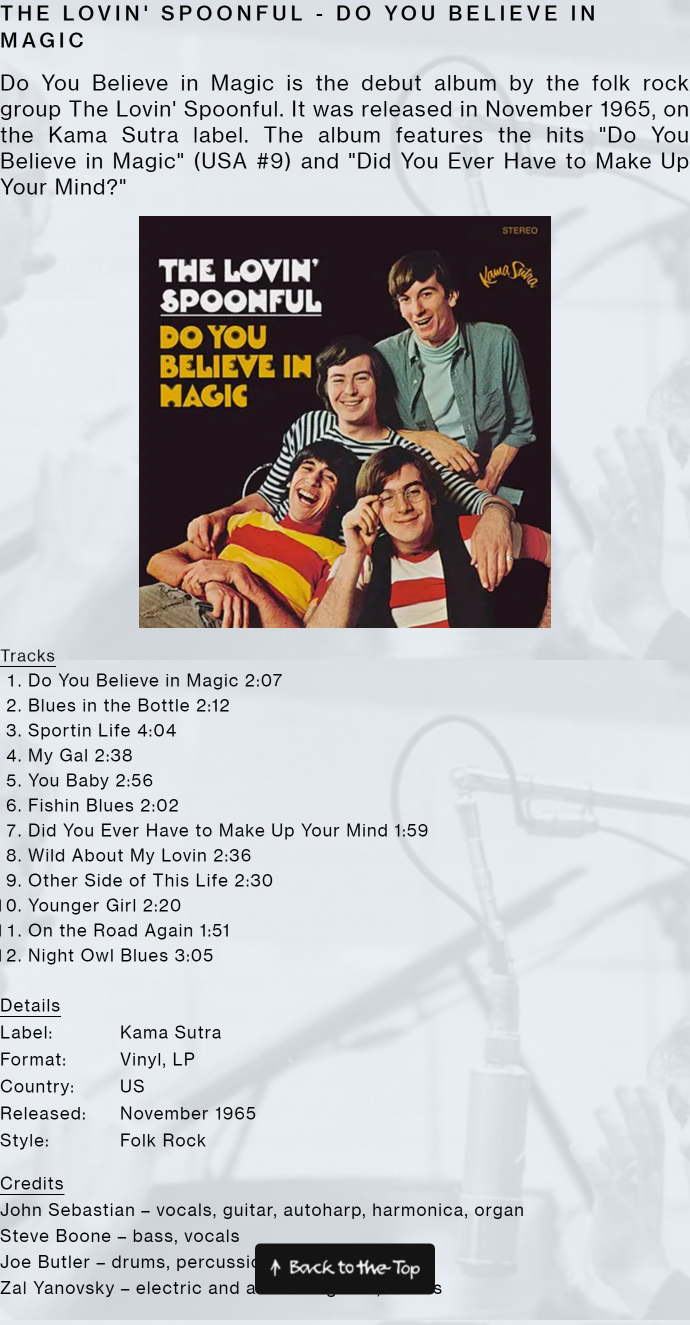 THE LOVIN' SPOONFUL - DO YOU BELIEVE IN
MAGIC
Do You Believe in Magic is the debut album by the folk rock
group The Lovin' Spoonful. It was released in November 1965, on
the Kama Sutra label. The album features the hits "Do You
Believe in Magic" (USA #9) and "Did You Ever Have to Make Up
Your Mind?"
STEREO
THE LOVIN'
SPOONFUL
Kama Sutra
DO YOU
BELIEVE IN
MAGIC
Tracks
1. Do You Believe in Magic 2:07
2. Blues in the Bottle 2:12
3. Sportin Life 4:04
4. My Gal 2:38
5. You Baby 2:56
6. Fishin Blues 2:02
7. Did You Ever Have to Make Up Your Mind 1:59
8. Wild About My Lovin 2:36
9. Other Side of This Life 2:30
10. Younger Girl 2:20
11. On the Road Again 1:51
12. Night Owl Blues 3:05
Details
Label: Kama Sutra
Format: Vinyl, LP
Country: US
Released: November 1965
Style: Folk Rock
Credits
John Sebastian – vocals, guitar, autoharp, harmonica, organ
Steve Boone – bass, vocals
Joe Butler – drums,
↑ Back to the Top
Zal Yanovsky – electric and